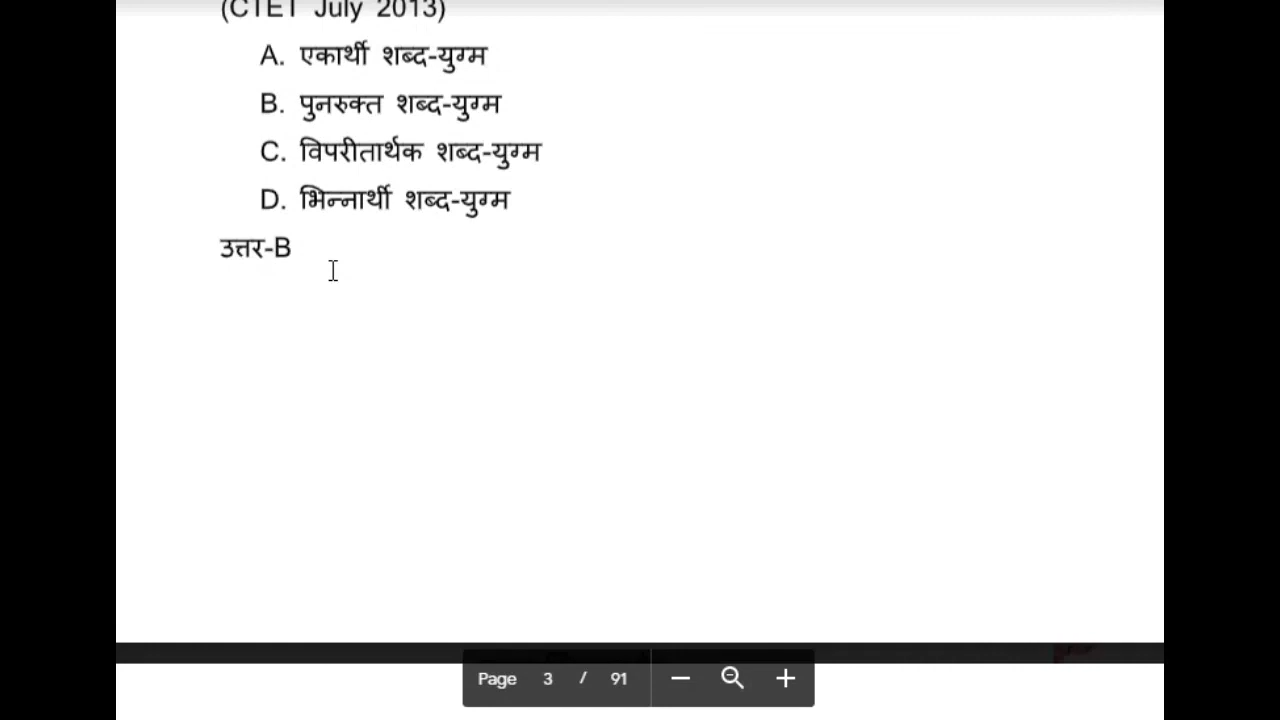 (CTET July 2013)
A. एकार्थी शब्द-युग्म
B. पुनरुक्त शब्द-युग्म
C. विपरीतार्थक शब्द-युग्म
D. भिन्नार्थी शब्द-युग्म
उत्तर-B
Page 3 / 91